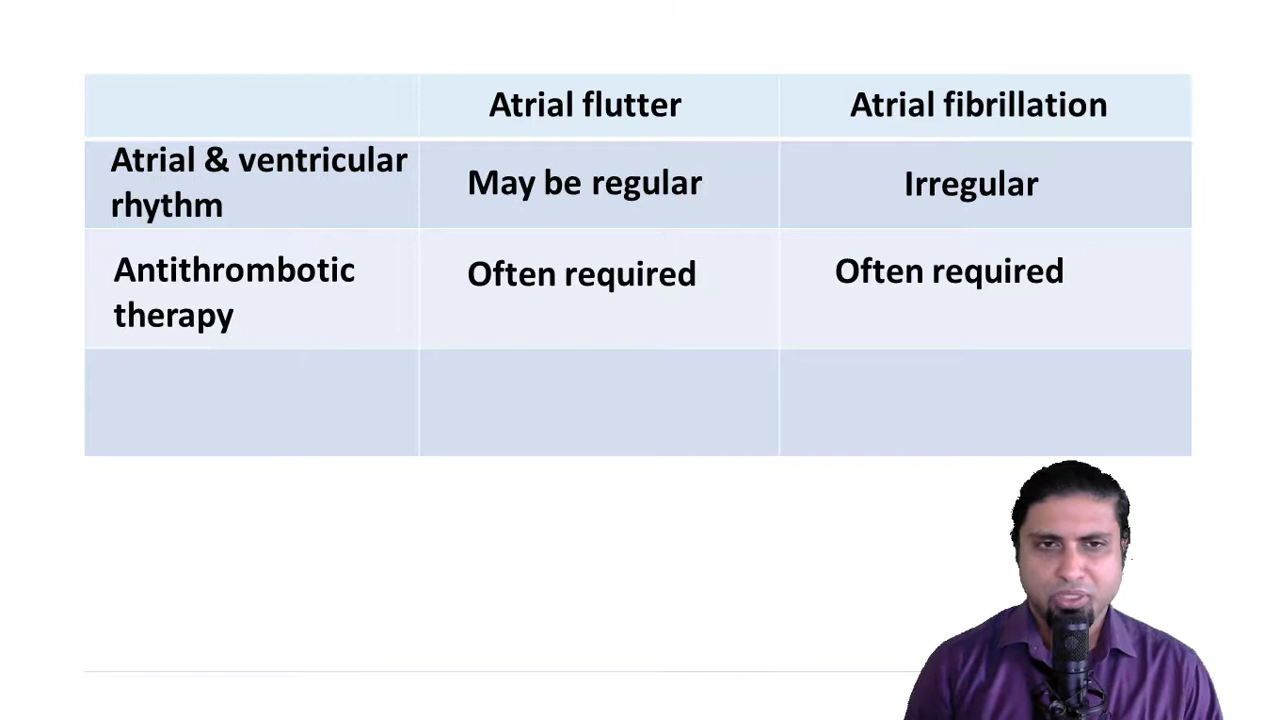 Atrial flutter
Atrial fibrillation
Atrial & ventricular
rhythm
May be regular
Irregular
Antithrombotic
therapy
Often required
Often required